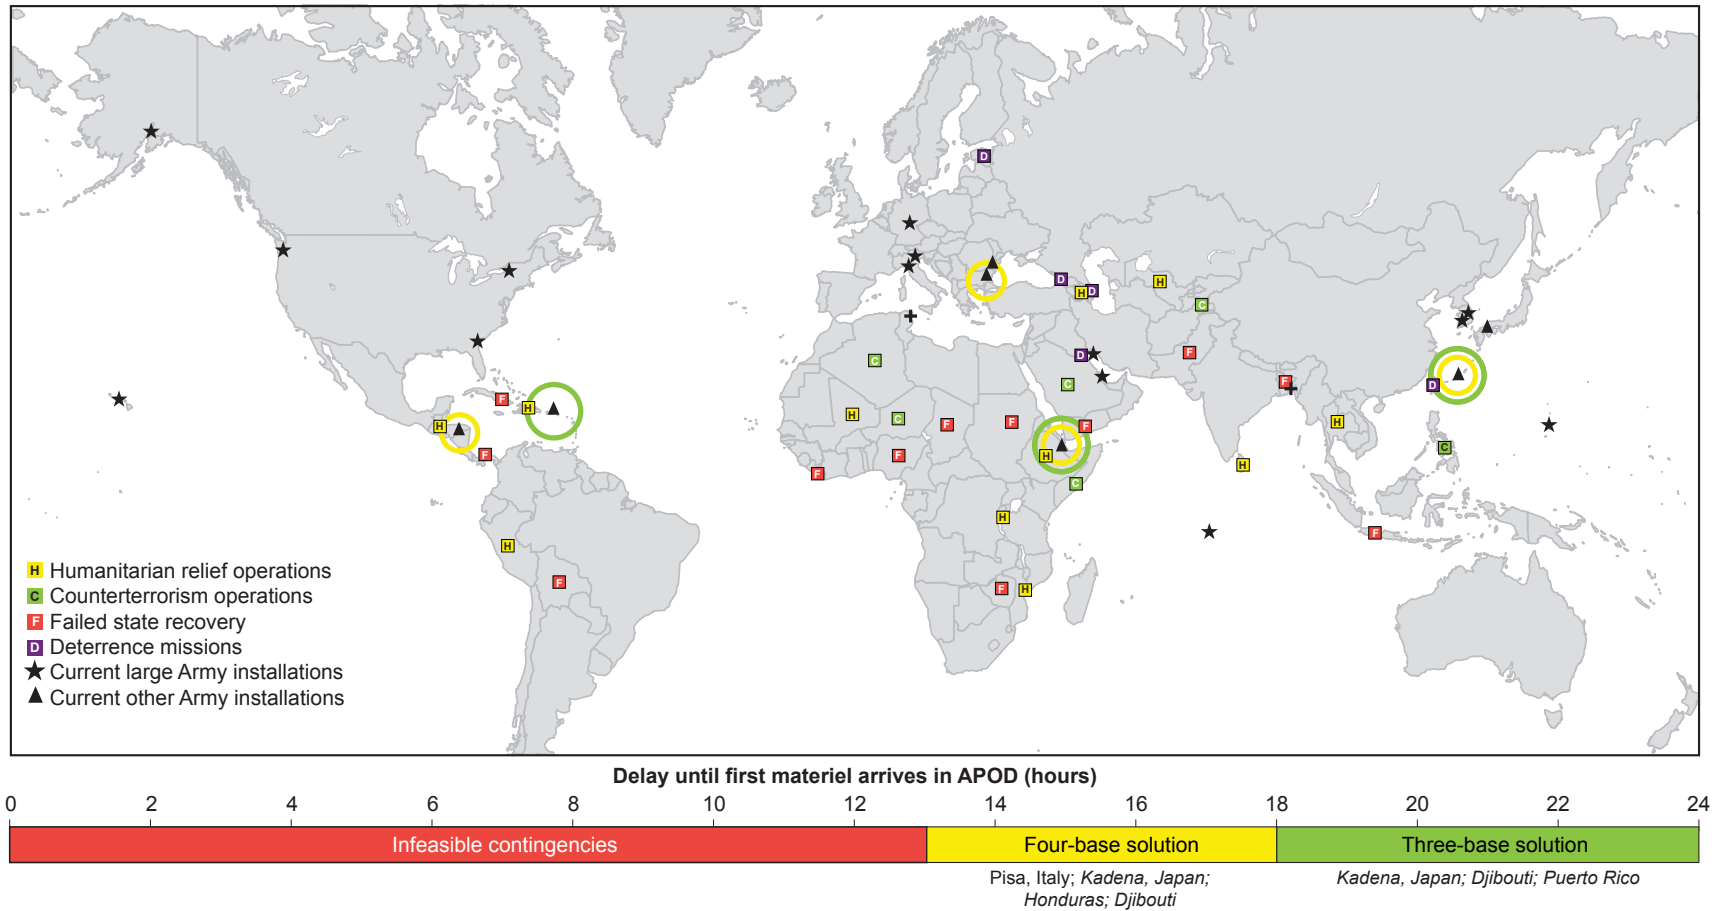 H Humanitarian relief operations
C Counterterrorism operations
F Failed state recovery
D Deterrence missions
Current large Army installations
Current other Army installations
D
D
H
D
H
C
C
D
F
C
F
F
H
D
F
H
H
H
C
F
F
F
H
F
C
F
F
H
H
C
H
H
F
F
F
H
Delay until first materiel arrives in APOD (hours)
0 2 4 6 8 10 12 14 16 18 20 22 24
Infeasible contingencies
Four-base solution
Three-base solution
Pisa, Italy; Kadena, Japan;
Honduras; Djibouti
Kadena, Japan; Djibouti; Puerto Rico